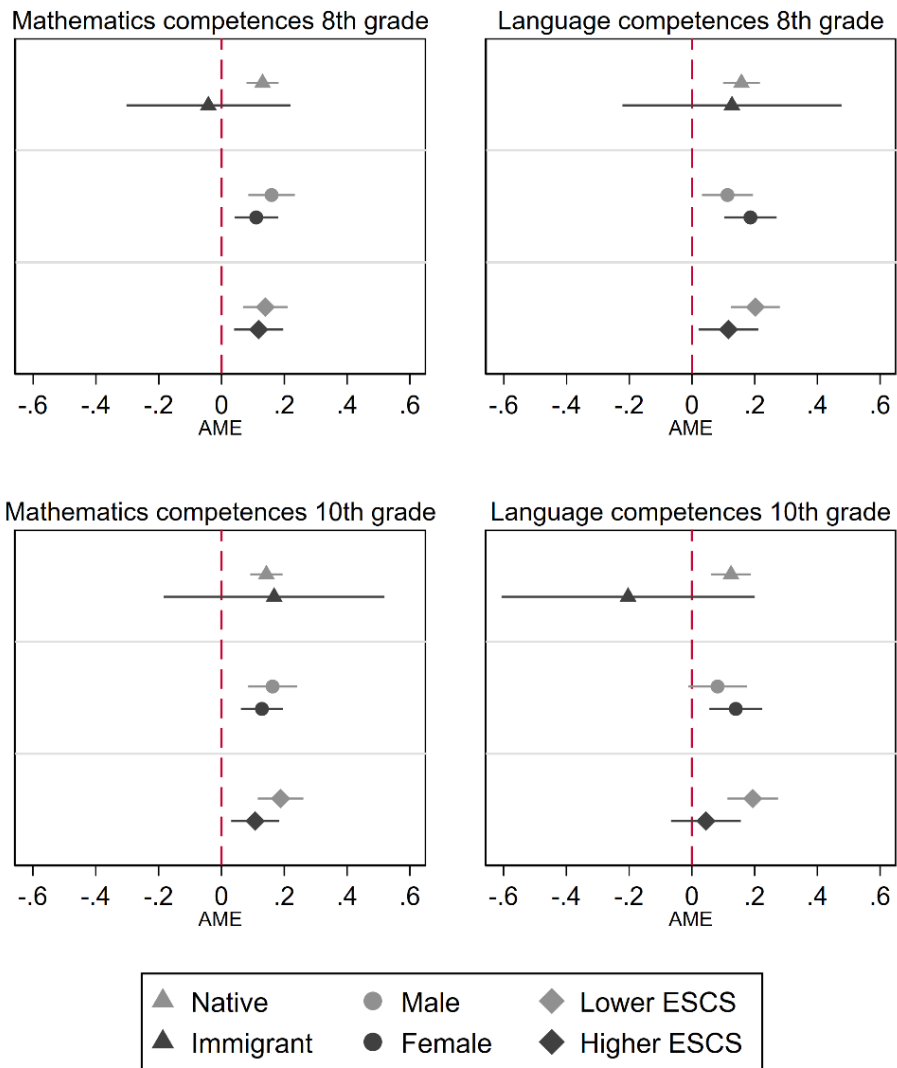 Mathematics competences 8th grade
-.6 -.4 -.2 0 .2 .4 .6
AME
Language competences 8th grade
-.6 -.4 -.2 0 .2 .4 .6
AME
Mathematics competences 10th grade
-.6 -.4 -.2 0 .2 .4 .6
AME
Language competences 10th grade
-.6 -.4 -.2 0 .2 .4 .6
AME
Native Male Lower ESCS
Immigrant Female Higher ESCS